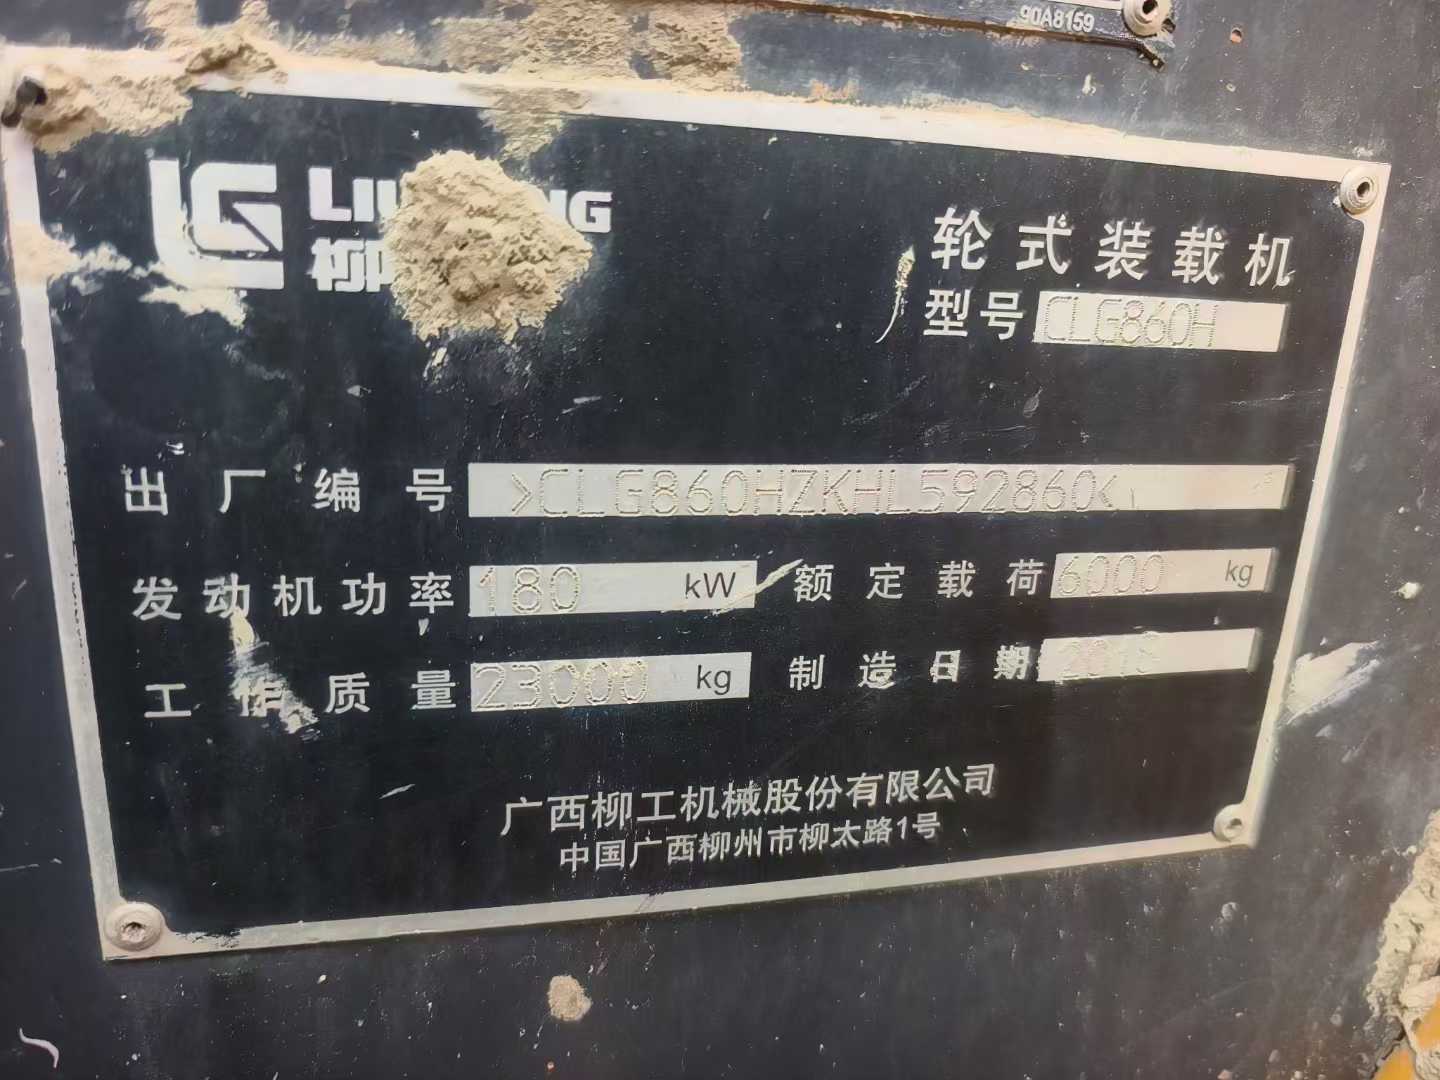 90A8159
轮式装载机
型号 CLG860H
出厂编号 >CLG860HZKHL592860<
发动机功率 180 kW 额定载荷 6000 kg
工作质量 23000 kg 制造日期
广西柳工机械股份有限公司
中国广西柳州市柳太路1号